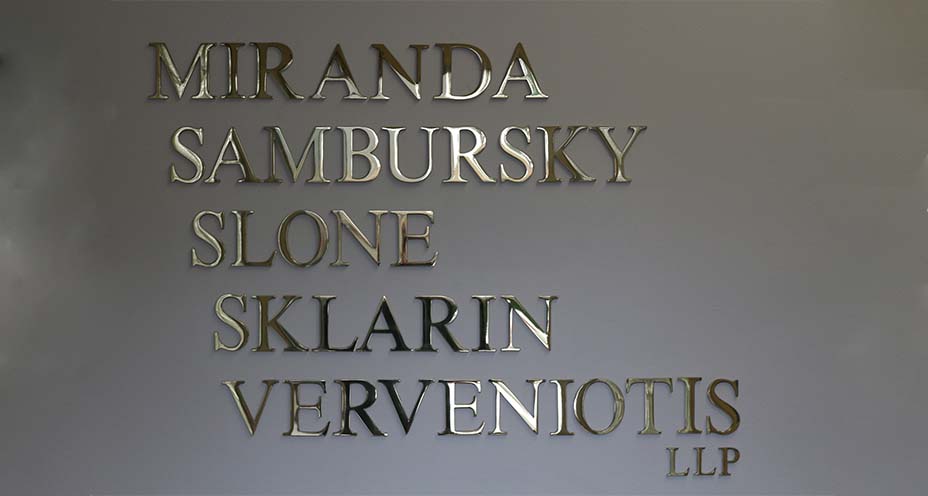 MIRANDA
SAMBURSKY
SLONE
SKLARIN
VERVENIOTIS
LLP